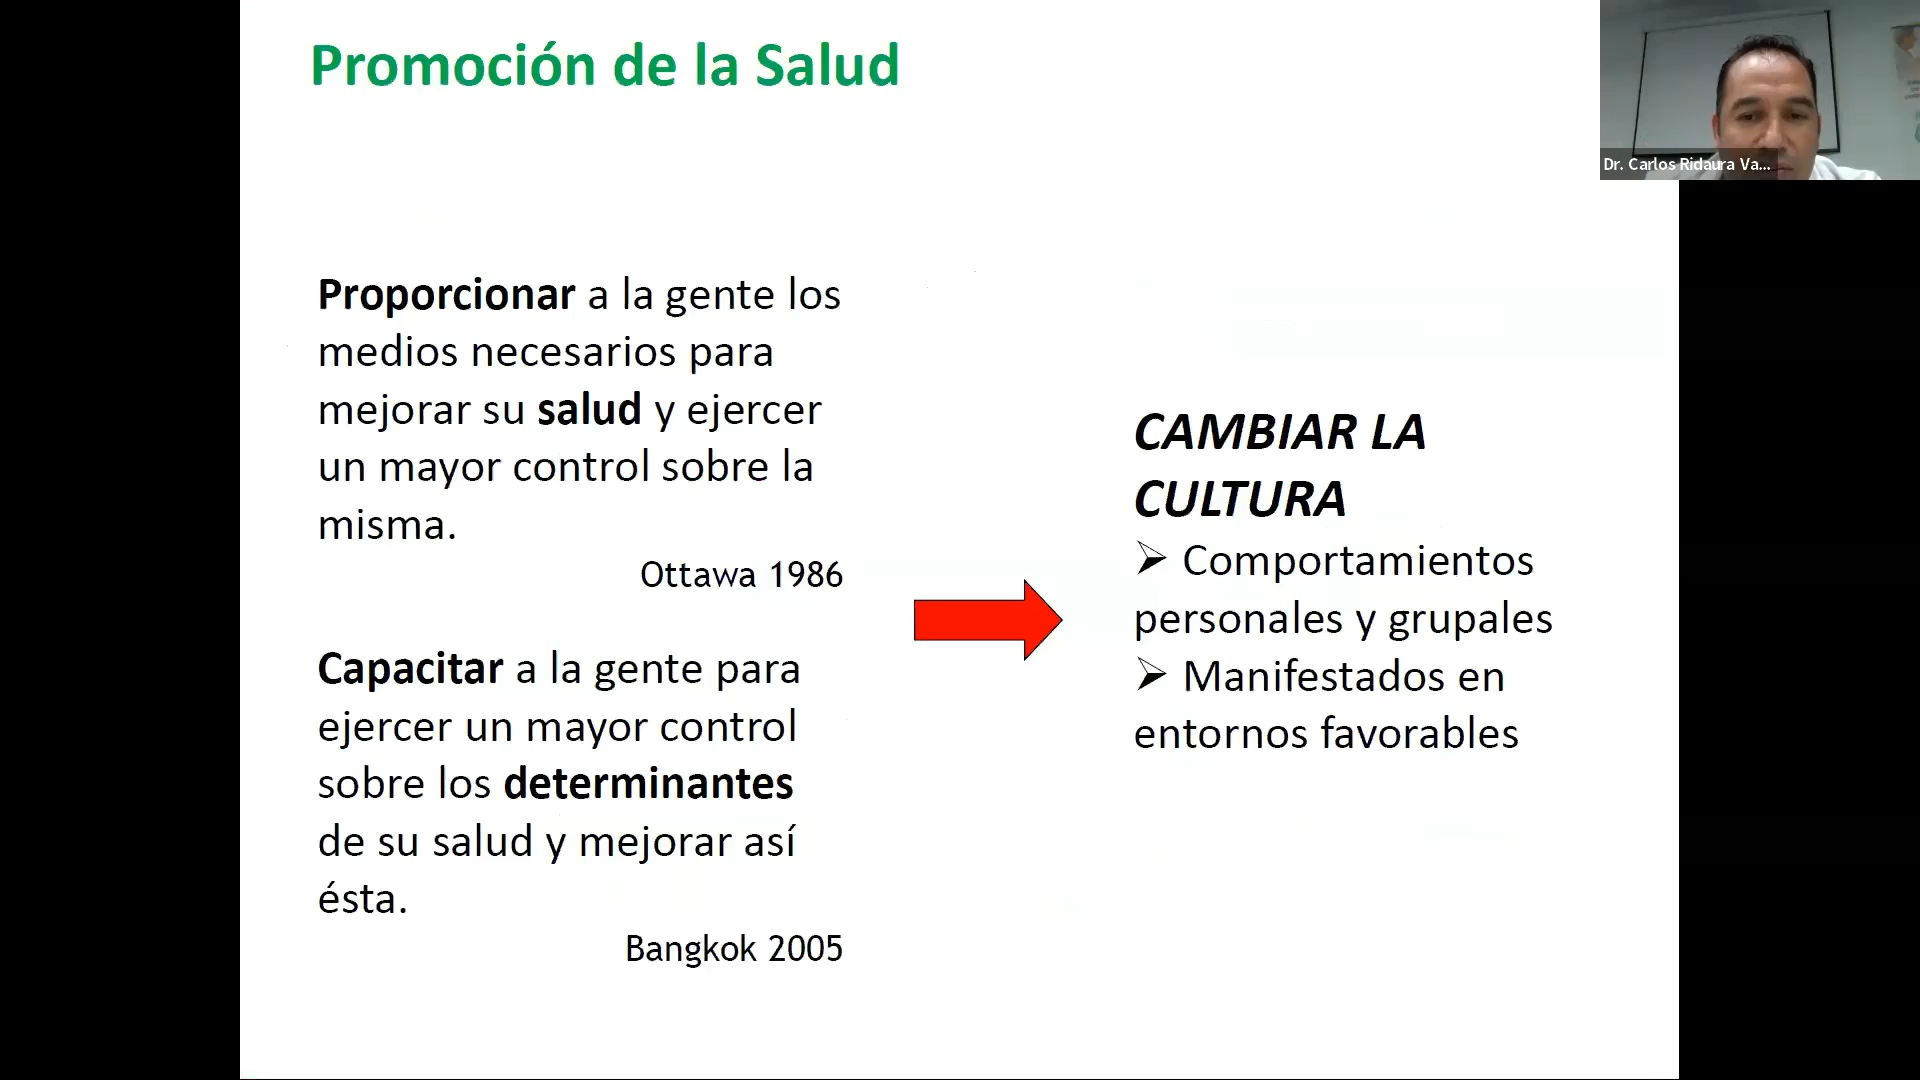 Promoción de la Salud
Dr. Carlos Ridaura Va...
Proporcionar a la gente los
medios necesarios para
mejorar su salud y ejercer
un mayor control sobre la
misma.
Ottawa 1986
Capacitar a la gente para
ejercer un mayor control
sobre los determinantes
de su salud y mejorar así
ésta.
Bangkok 2005
CAMBIAR LA
CULTURA
➢ Comportamientos
personales y grupales
➢ Manifestados en
entornos favorables